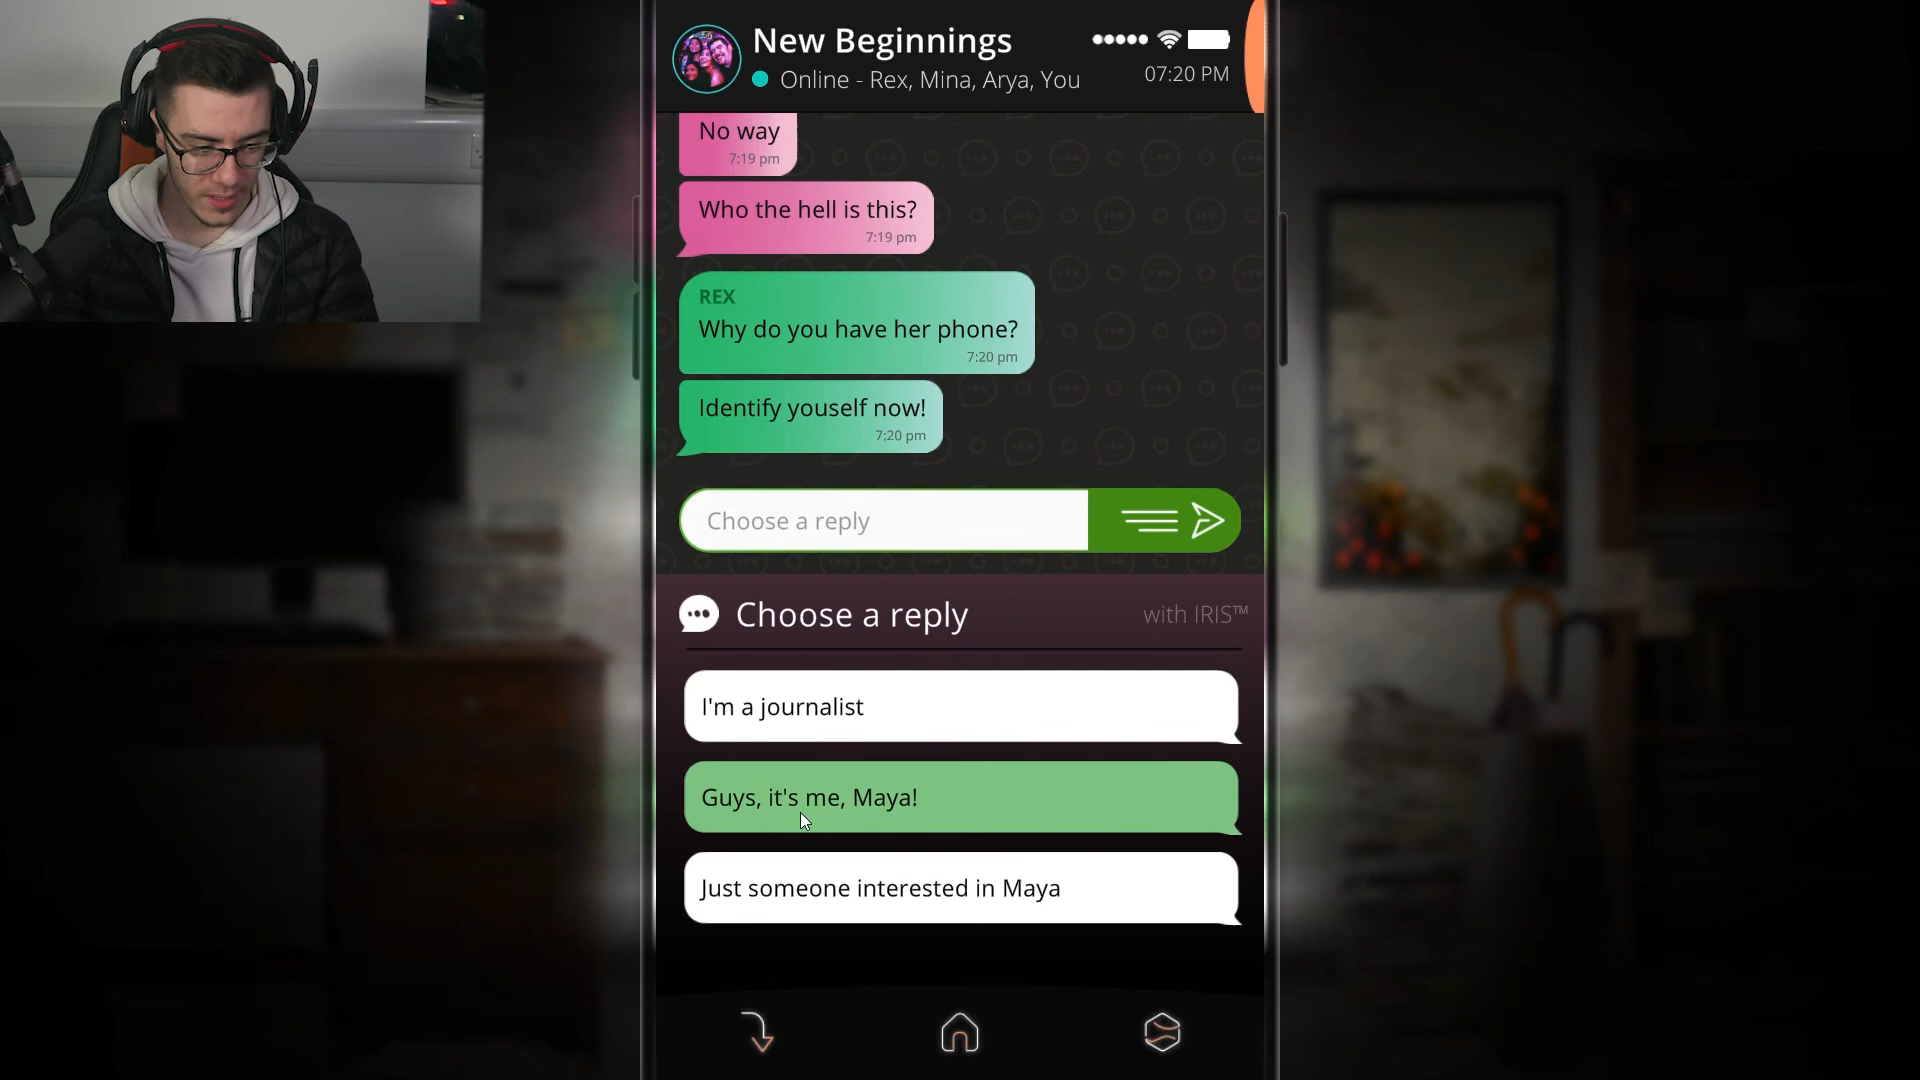 New Beginnings
Online - Rex, Mina, Arya, You
07:20 PM
No way
7:19 pm
Who the hell is this?
7:19 pm
REX
Why do you have her phone?
7:20 pm
Identify youself now!
7:20 pm
Choose a reply
Choose a reply
with IRIS™
I'm a journalist
Guys, it's me, Maya!
Just someone interested in Maya